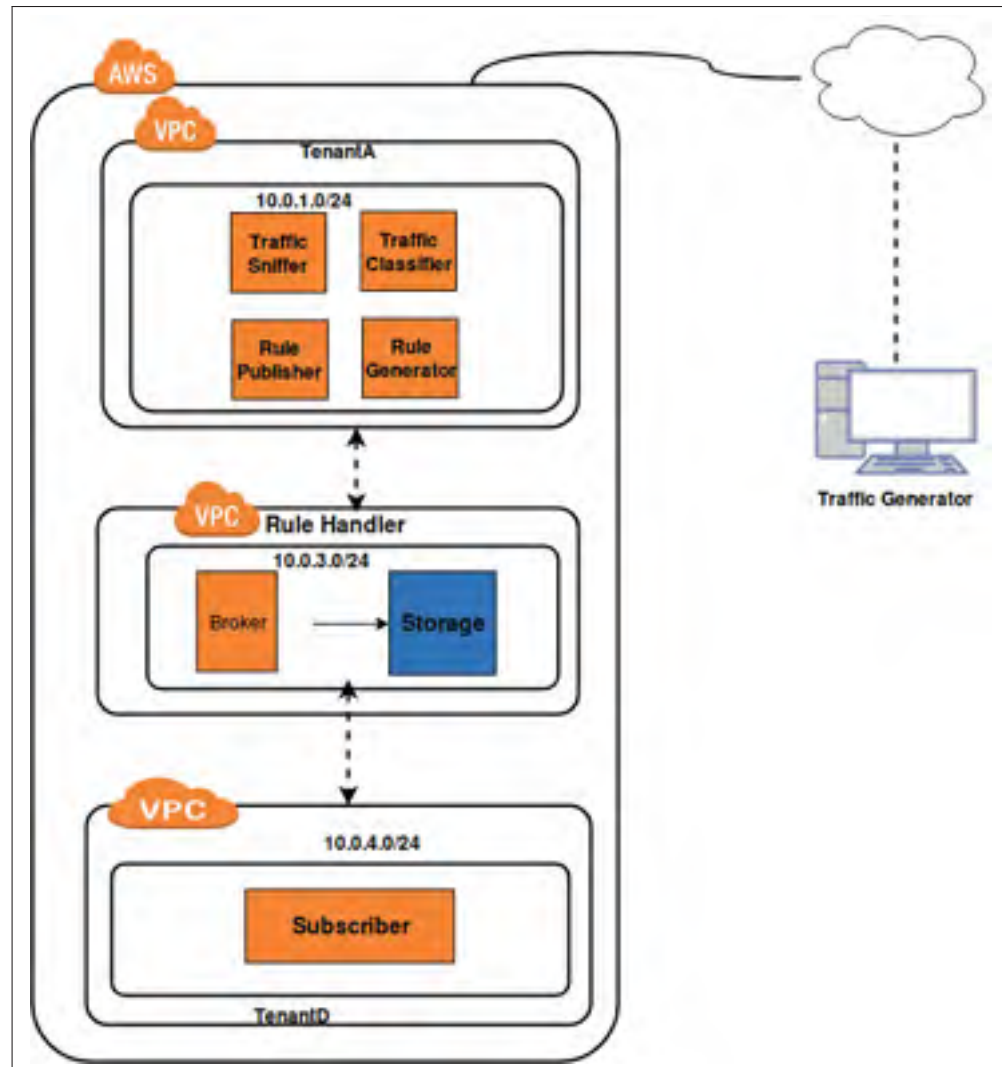 AWS
VPC
TenantA
10.0.1.0/24
Traffic
Sniffer
Traffic
Classifier
Rule
Publisher
Rule
Generator
VPC
Rule Handler
10.0.3.0/24
Broker
Storage
VPC
10.0.4.0/24
Subscriber
TenantD
Traffic Generator